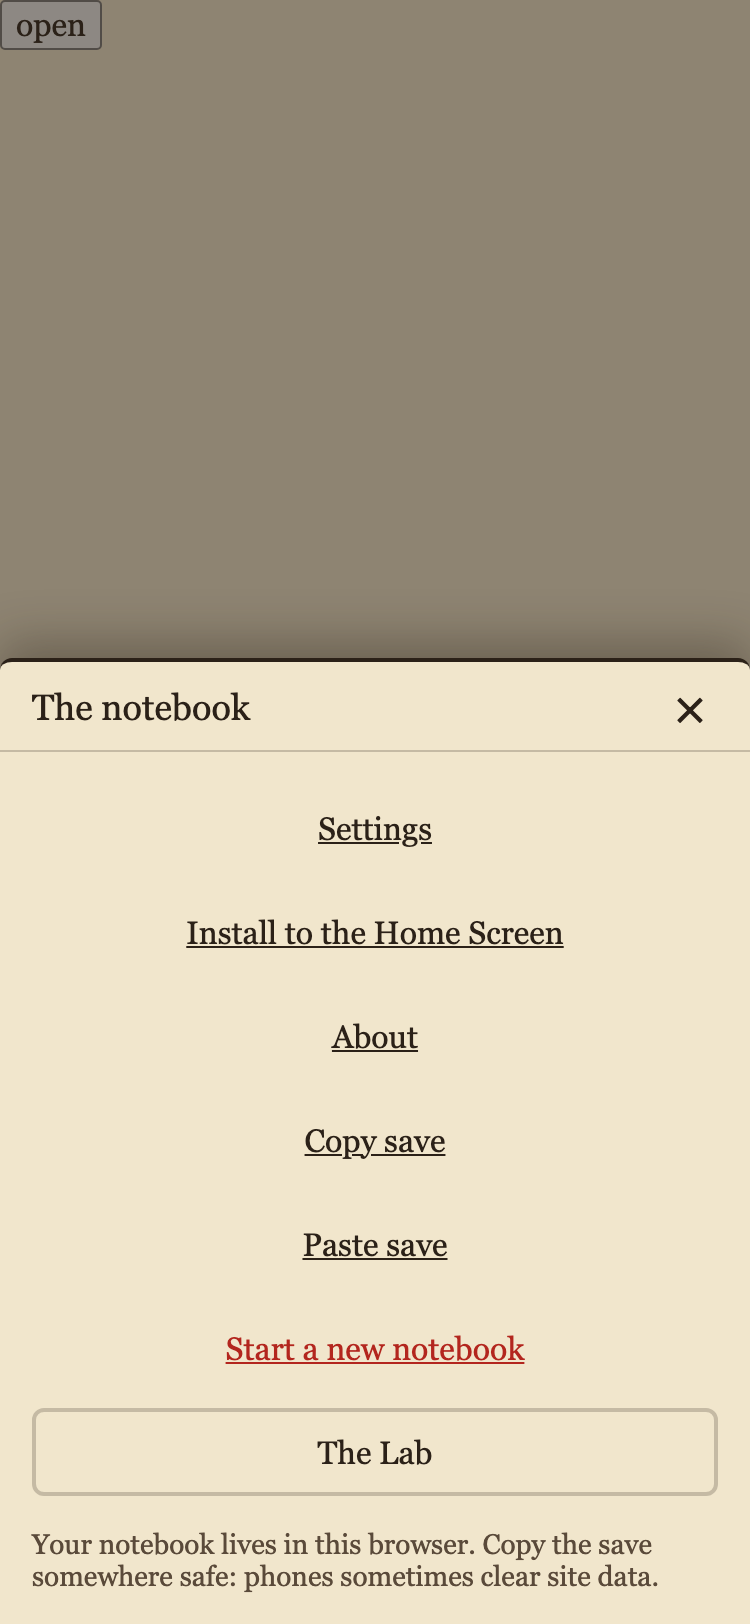 open
The notebook
Settings
Install to the Home Screen
About
Copy save
Paste save
Start a new notebook
The Lab
Your notebook lives in this browser. Copy the save
somewhere safe: phones sometimes clear site data.